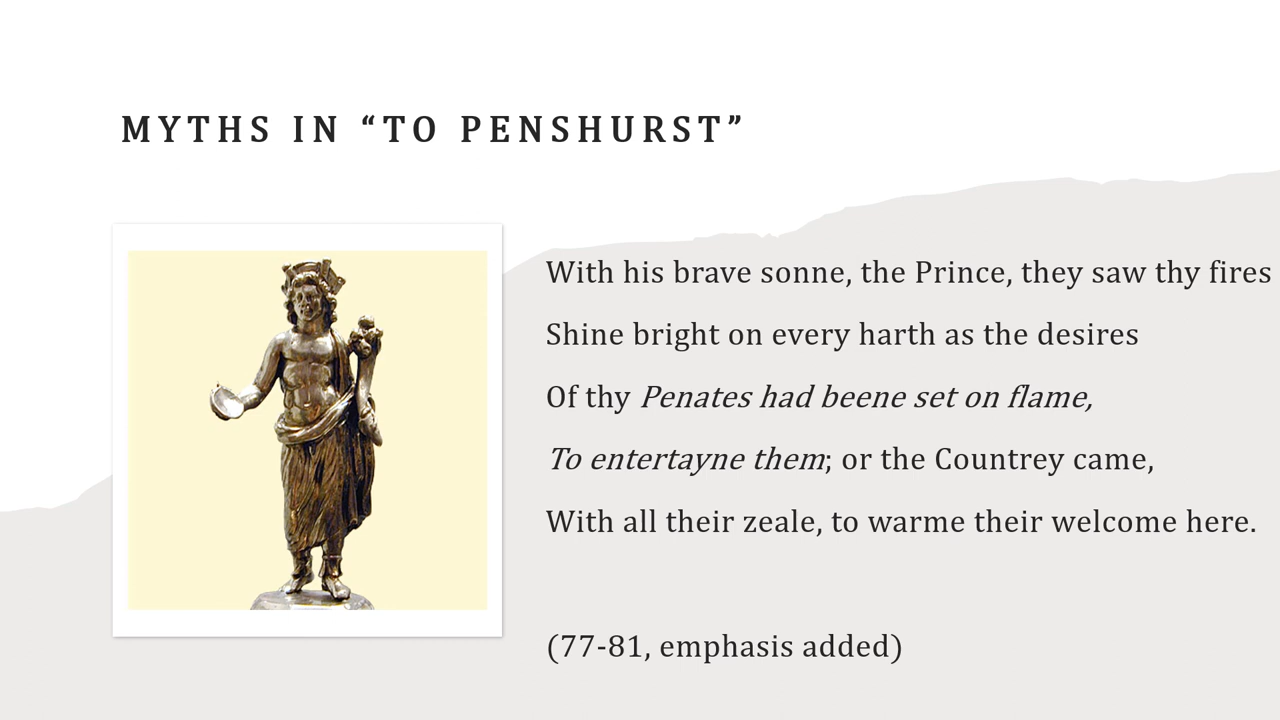 MYTHS IN “TO PENSHURST”
With his brave sonne, the Prince, they saw thy fires
Shine bright on every harth as the desires
Of thy Penates had beene set on flame,
To entertayne them; or the Countrey came,
With all their zeale, to warme their welcome here.
(77-81, emphasis added)